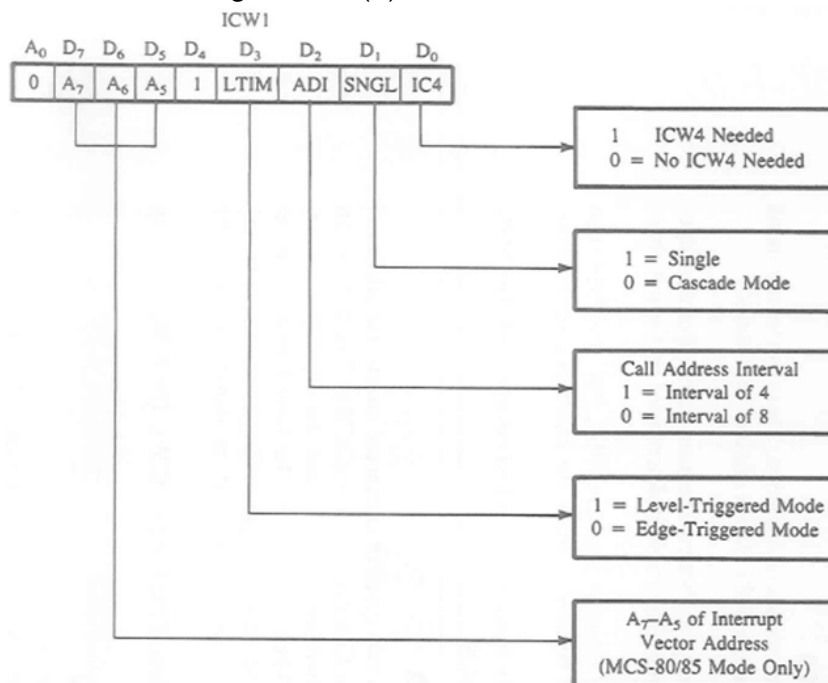 ICW1
A₀ D₇ D₆ D₅ D₄ D₃ D₂ D₁ D₀
0 A₇ A₆ A₅ 1 LTIM ADI SNGL IC4
1 ICW4 Needed
0 = No ICW4 Needed
1 = Single
0 = Cascade Mode
Call Address Interval
1 = Interval of 4
0 = Interval of 8
1 = Level-Triggered Mode
0 = Edge-Triggered Mode
A₇–A₅ of Interrupt
Vector Address
(MCS-80/85 Mode Only)